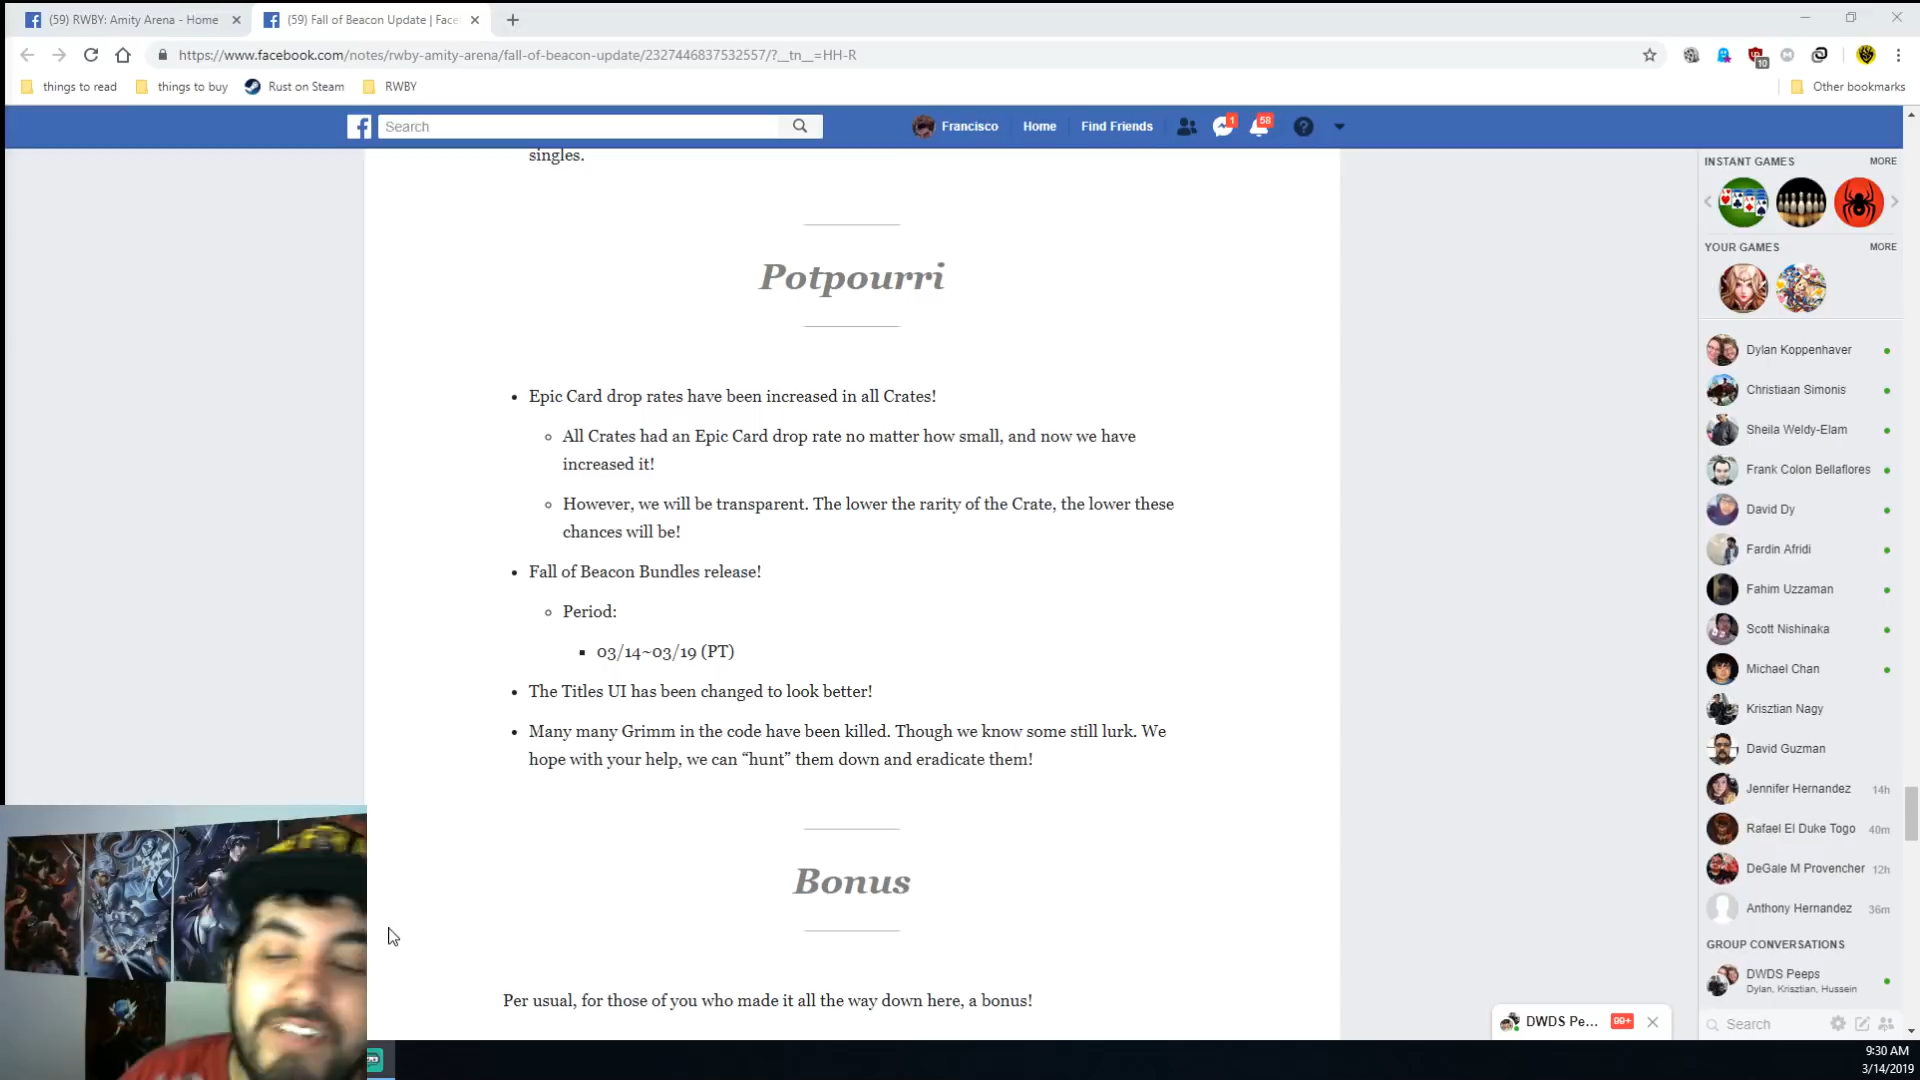 (59) RWBY: Amity Arena - Home
(59) Fall of Beacon Update | Face
https://www.facebook.com/notes/rwby-amity-arena/fall-of-beacon-update/2327446837532557/?__tn__=HH-R
10
things to read
things to buy
Rust on Steam
RWBY
Other bookmarks
Search
Francisco
Home
Find Friends
1
58
singles.
Potpourri
• Epic Card drop rates have been increased in all Crates!
All Crates had an Epic Card drop rate no matter how small, and now we have
increased it!
However, we will be transparent. The lower the rarity of the Crate, the lower these
chances will be!
• Fall of Beacon Bundles release!
Period:
03/14~03/19 (PT)
• The Titles UI has been changed to look better!
• Many many Grimm in the code have been killed. Though we know some still lurk. We
hope with your help, we can “hunt” them down and eradicate them!
Bonus
Per usual, for those of you who made it all the way down here, a bonus!
INSTANT GAMES
MORE
YOUR GAMES
MORE
Dylan Koppenhaver
Christiaan Simonis
Sheila Weldy-Elam
Frank Colon Bellaflores
David Dy
Fardin Afridi
Fahim Uzzaman
Scott Nishinaka
Michael Chan
Krisztian Nagy
David Guzman
Jennifer Hernandez 14h
Rafael El Duke Togo 40m
DeGale M Provencher 12h
Anthony Hernandez 36m
GROUP CONVERSATIONS
DWDS Peeps
Dylan, Krisztian, Hussein
DWDS Pe... 99+
Search
9:30 AM
3/14/2019